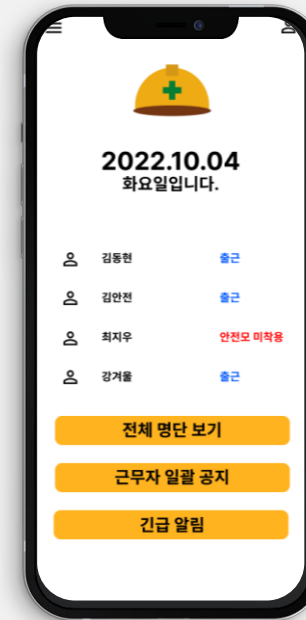 2022.10.04
화요일입니다.
김동현 출근
김안전 출근
최지우 안전모 미착용
강겨울 출근
전체 명단 보기
근무자 일괄 공지
긴급 알림